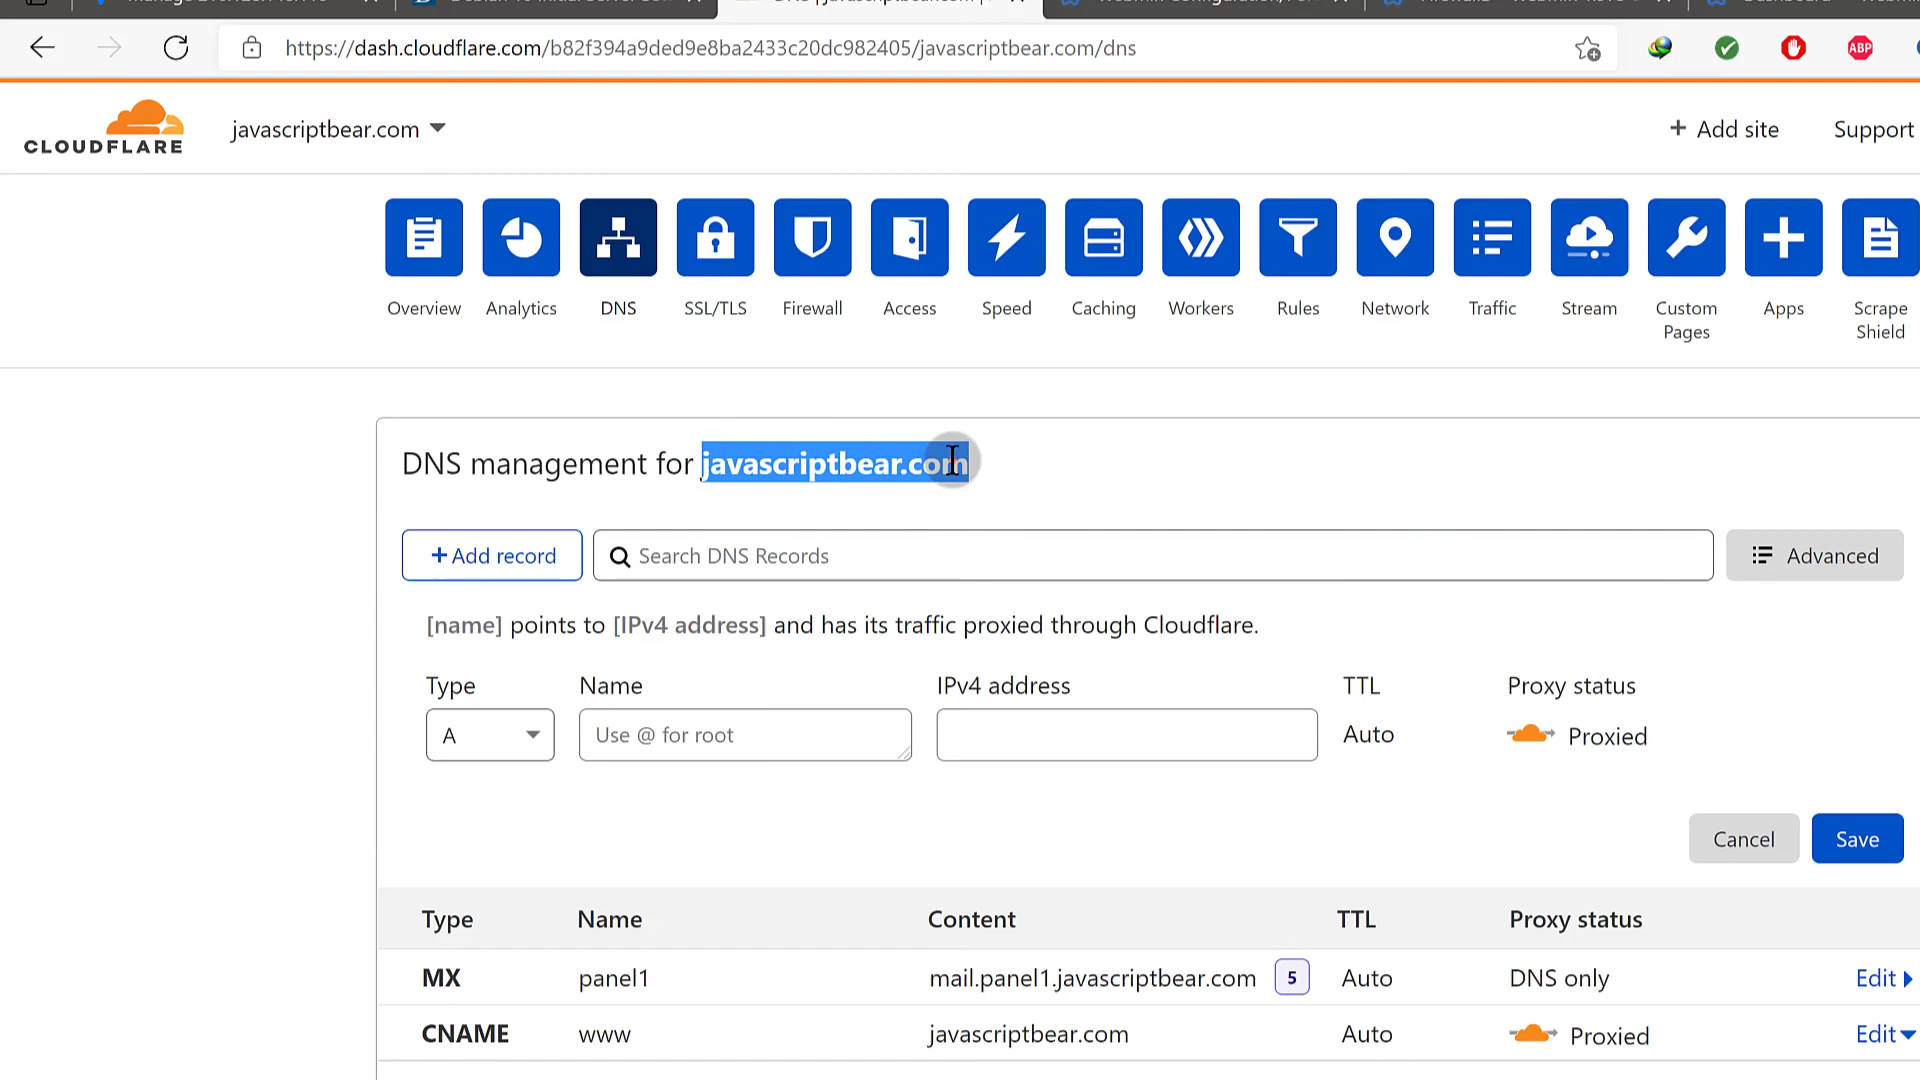 https://dash.cloudflare.com/b82f394a9ded9e8ba2433c20dc982405/javascriptbear.com/dns
ABP
CLOUDFLARE
javascriptbear.com
+ Add site
Support
Overview
Analytics
DNS
SSL/TLS
Firewall
Access
Speed
Caching
Workers
Rules
Network
Traffic
Stream
Custom Pages
Apps
Scrape Shield
DNS management for javascriptbear.com
+ Add record
Search DNS Records
Advanced
[name] points to [IPv4 address] and has its traffic proxied through Cloudflare.
Type Name IPv4 address TTL Proxy status
A Use @ for root Auto Proxied
Cancel Save
Type Name Content TTL Proxy status
MX panel1 mail.panel1.javascriptbear.com 5 Auto DNS only Edit
CNAME www javascriptbear.com Auto Proxied Edit